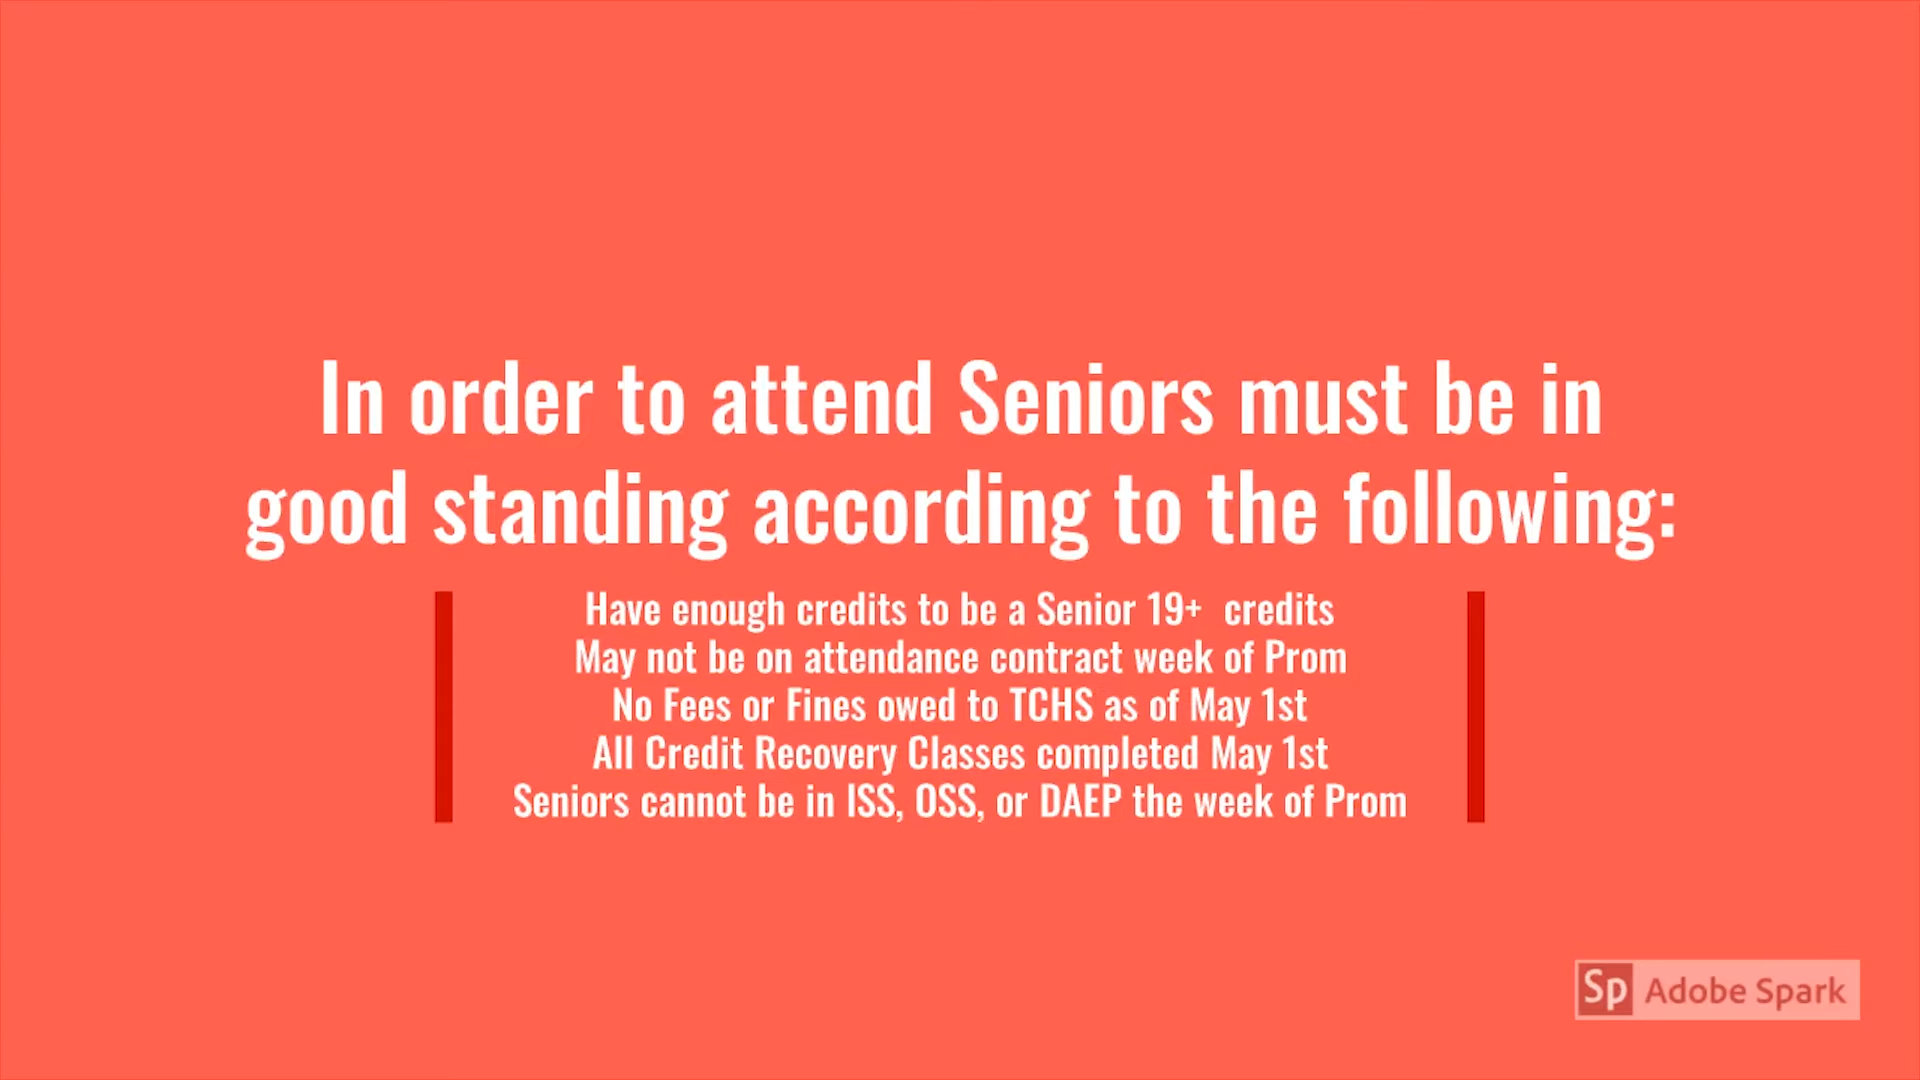 In order to attend Seniors must be in
good standing according to the following:
Have enough credits to be a Senior 19+  credits
May not be on attendance contract week of Prom
No Fees or Fines owed to TCHS as of May 1st
All Credit Recovery Classes completed May 1st
Seniors cannot be in ISS, OSS, or DAEP the week of Prom
Sp Adobe Spark